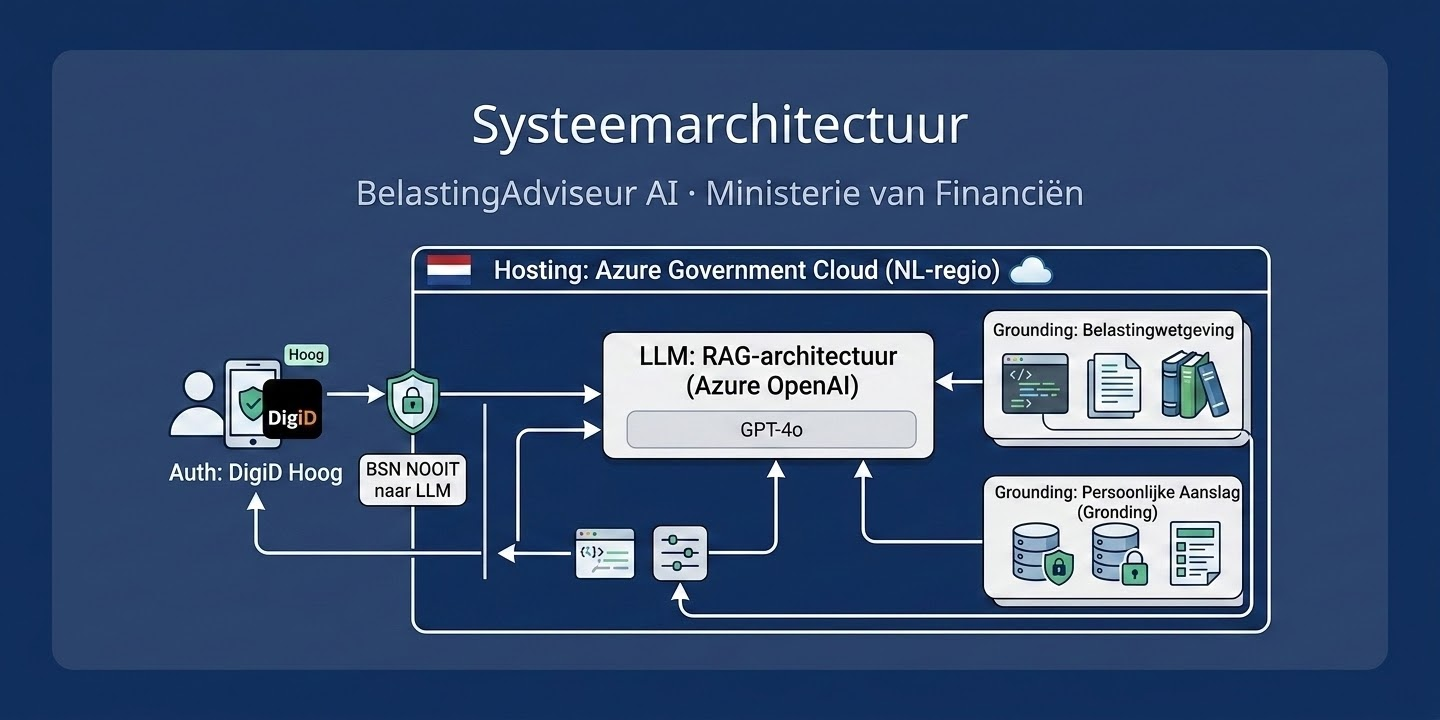 Systeemarchitectuur
BelastingAdviseur AI · Ministerie van Financiën
Hosting: Azure Government Cloud (NL-regio)
Hoog
DigiD
Auth: DigiD Hoog
BSN NOOIT
naar LLM
LLM: RAG-architectuur
(Azure OpenAI)
GPT-4o
Grounding: Belastingwetgeving
</>
Grounding: Persoonlijke Aanslag
(Gronding)